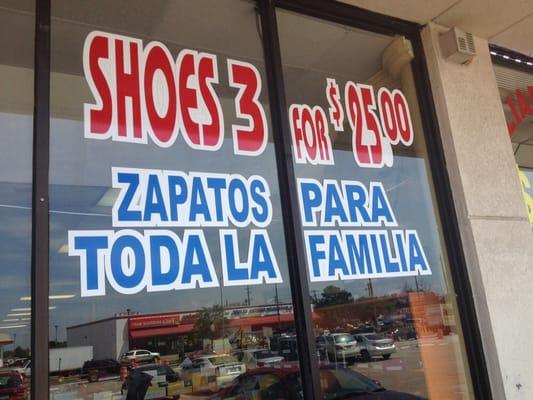 SHOES 3 FOR $25.00
ZAPATOS PARA
TODA LA FAMILIA